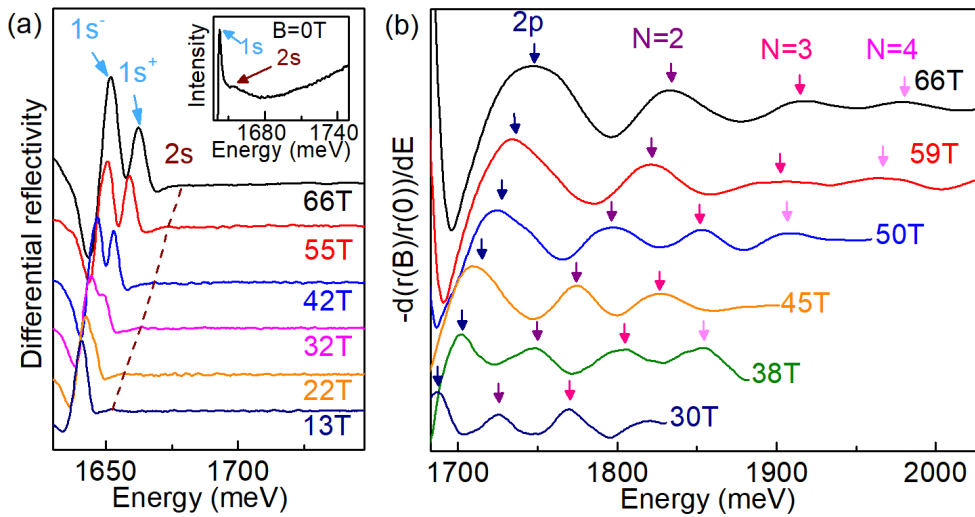 (a)
1s-
1s+
2s
B=0T
1s
2s
Intensity
1680 1740
Energy (meV)
66T
55T
42T
32T
22T
13T
Differential reflectivity
1650 1700
Energy (meV)
(b)
2p
N=2
N=3
N=4
66T
59T
50T
45T
38T
30T
-d(r(B)/r(0))/dE
1700 1800 1900 2000
Energy (meV)